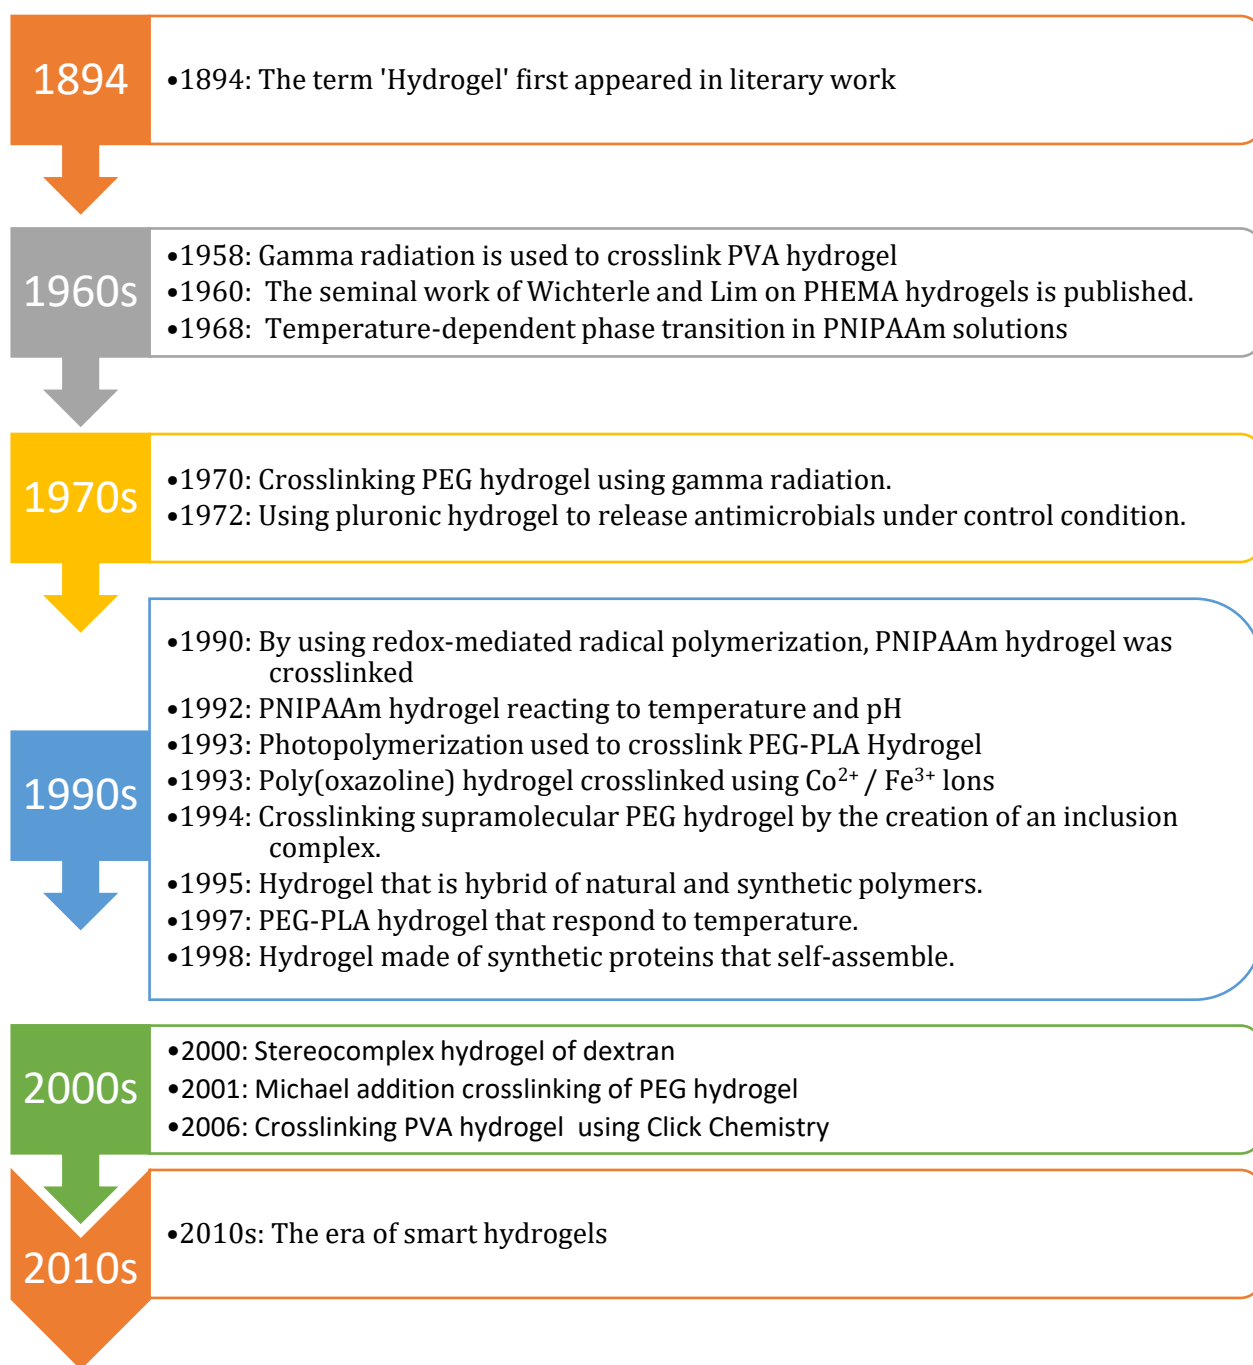 1894
•1894: The term 'Hydrogel' first appeared in literary work
1960s
•1958: Gamma radiation is used to crosslink PVA hydrogel
•1960:  The seminal work of Wichterle and Lim on PHEMA hydrogels is published.
•1968:  Temperature-dependent phase transition in PNIPAAm solutions
1970s
•1970: Crosslinking PEG hydrogel using gamma radiation.
•1972: Using pluronic hydrogel to release antimicrobials under control condition.
1990s
•1990: By using redox-mediated radical polymerization, PNIPAAm hydrogel was
crosslinked
•1992: PNIPAAm hydrogel reacting to temperature and pH
•1993: Photopolymerization used to crosslink PEG-PLA Hydrogel
•1993: Poly(oxazoline) hydrogel crosslinked using Co²⁺ / Fe³⁺ lons
•1994: Crosslinking supramolecular PEG hydrogel by the creation of an inclusion
complex.
•1995: Hydrogel that is hybrid of natural and synthetic polymers.
•1997: PEG-PLA hydrogel that respond to temperature.
•1998: Hydrogel made of synthetic proteins that self-assemble.
2000s
•2000: Stereocomplex hydrogel of dextran
•2001: Michael addition crosslinking of PEG hydrogel
•2006: Crosslinking PVA hydrogel  using Click Chemistry
2010s
•2010s: The era of smart hydrogels